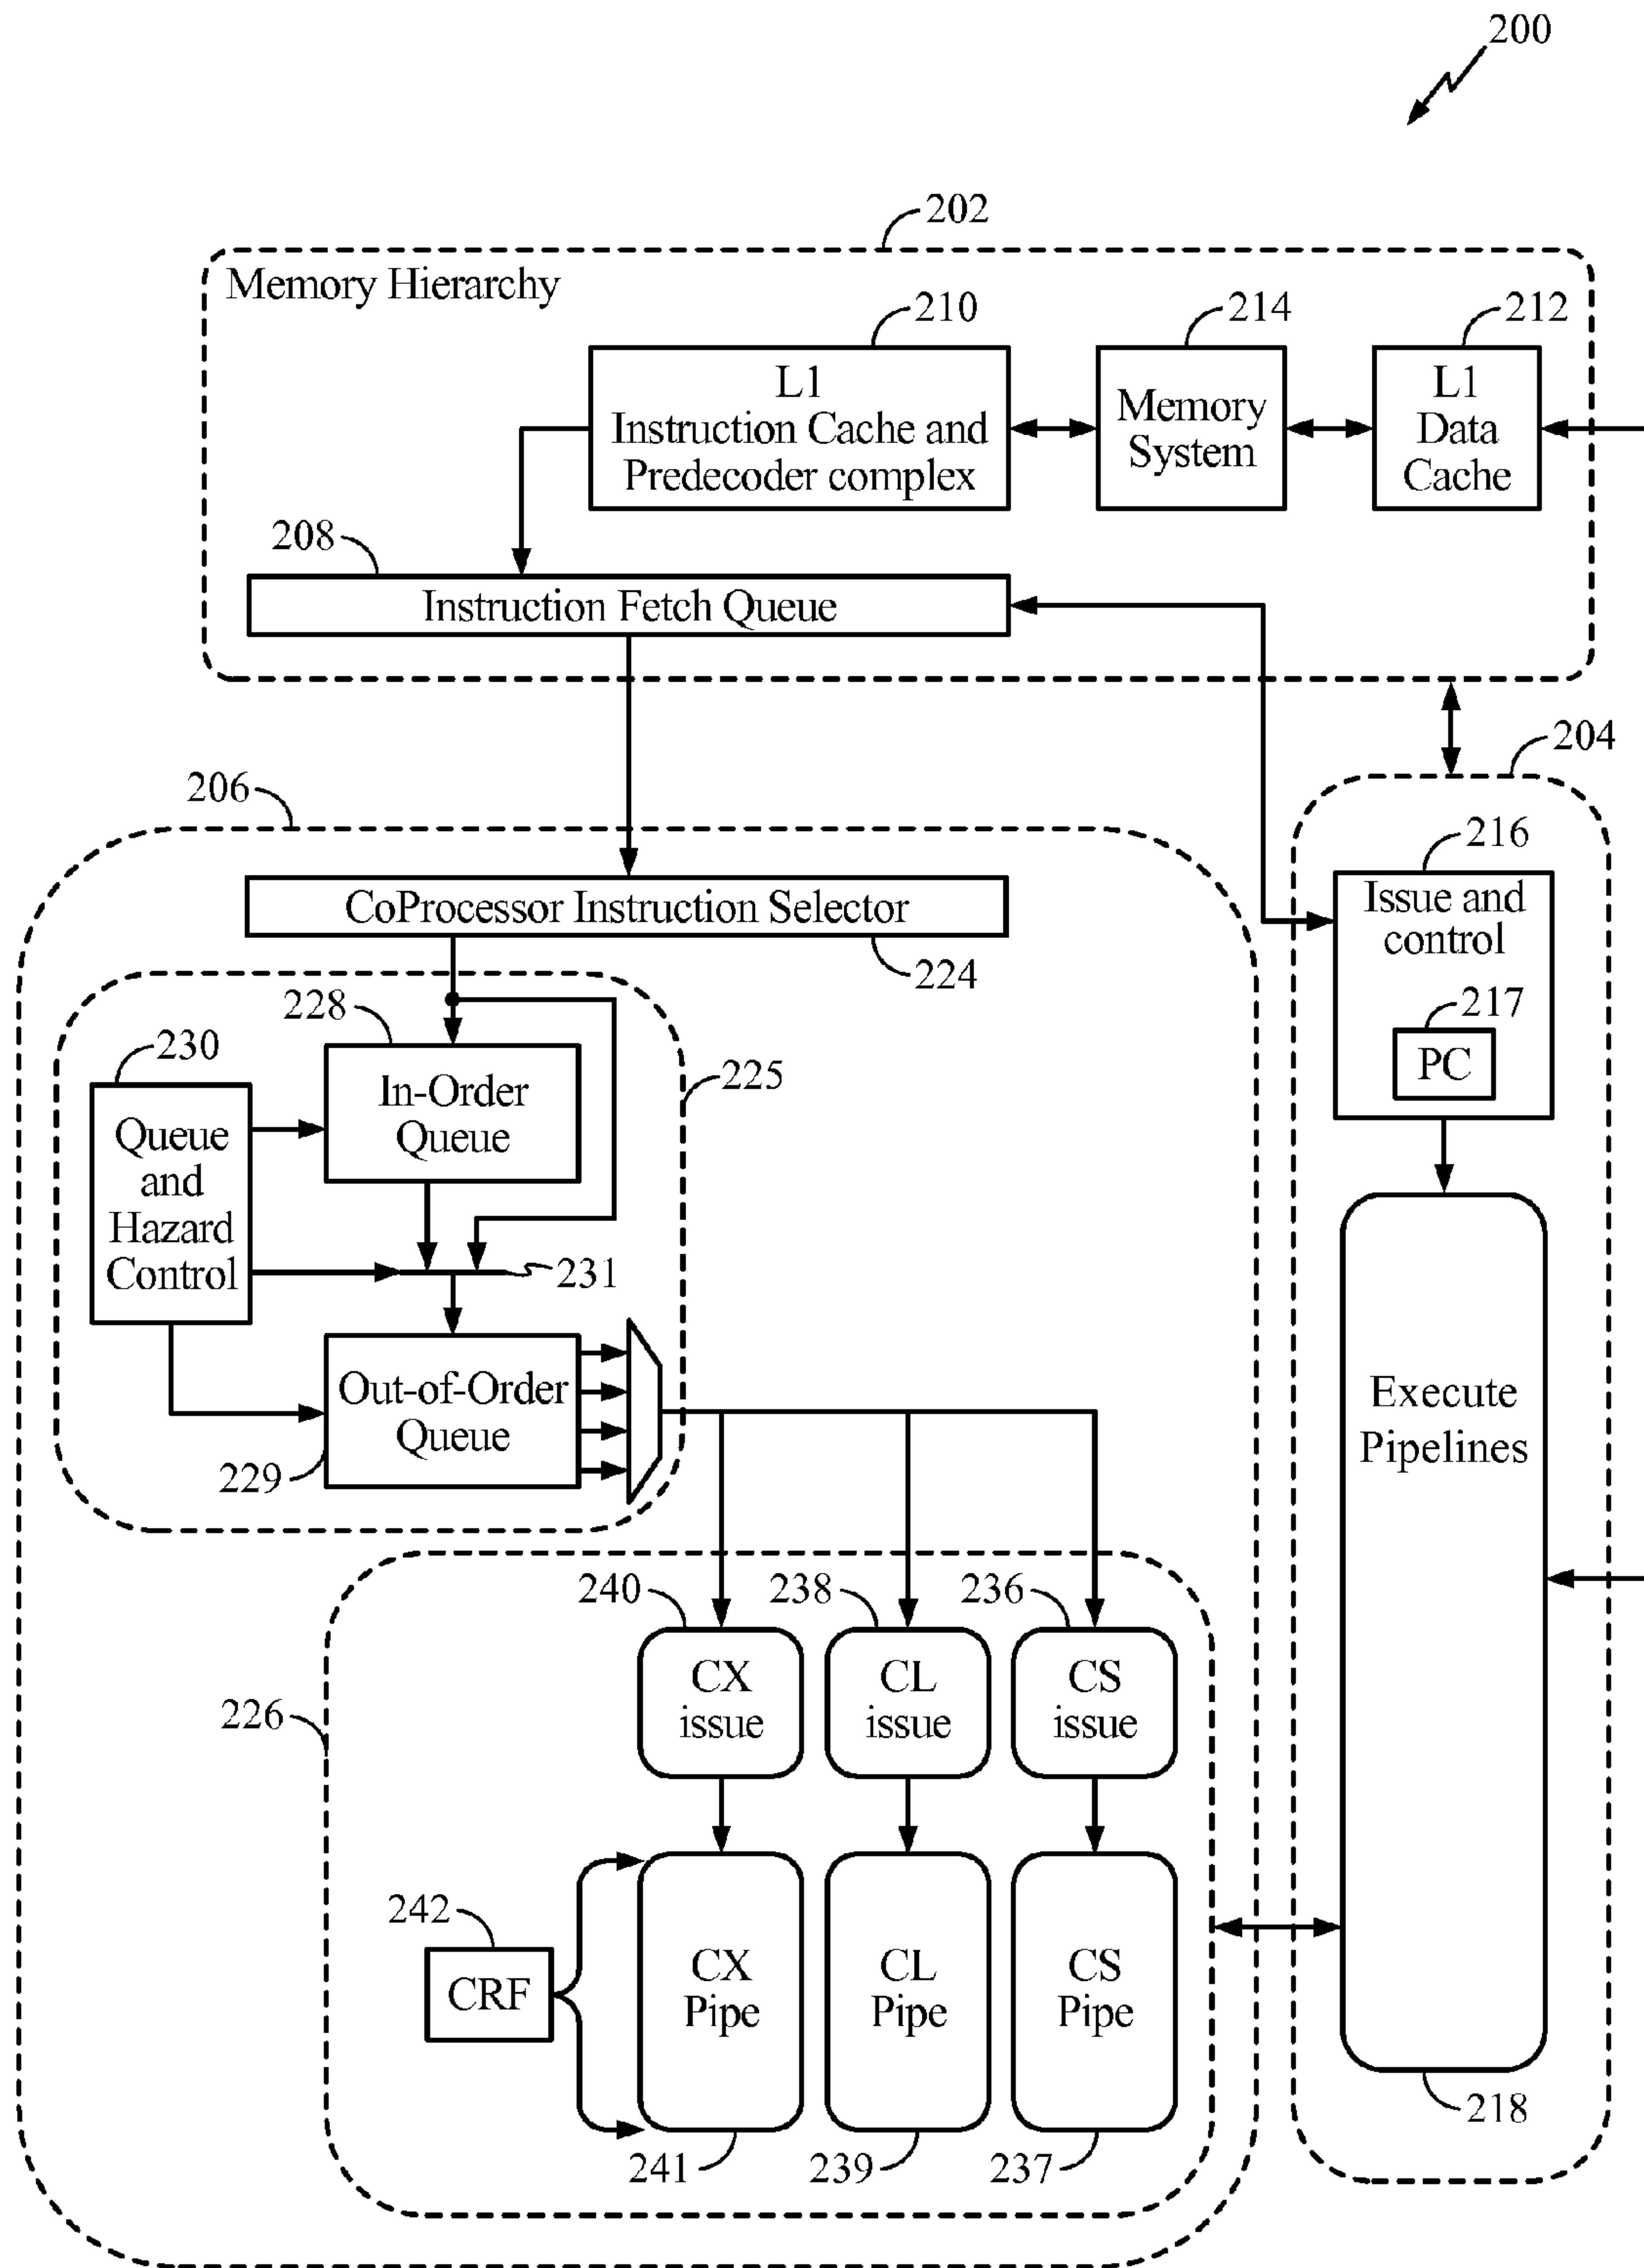 200
202
Memory Hierarchy
210
214
212
L1
Instruction Cache and
Predecoder complex
Memory
System
L1
Data
Cache
208
Instruction Fetch Queue
204
206
216
CoProcessor Instruction Selector
224
Issue and
control
217
PC
228
230
225
In-Order
Queue
Queue
and
Hazard
Control
231
Out-of-Order
Queue
229
Execute
Pipelines
240
238
236
CX
issue
CL
issue
CS
issue
226
242
CRF
CX
Pipe
CL
Pipe
CS
Pipe
218
241
239
237